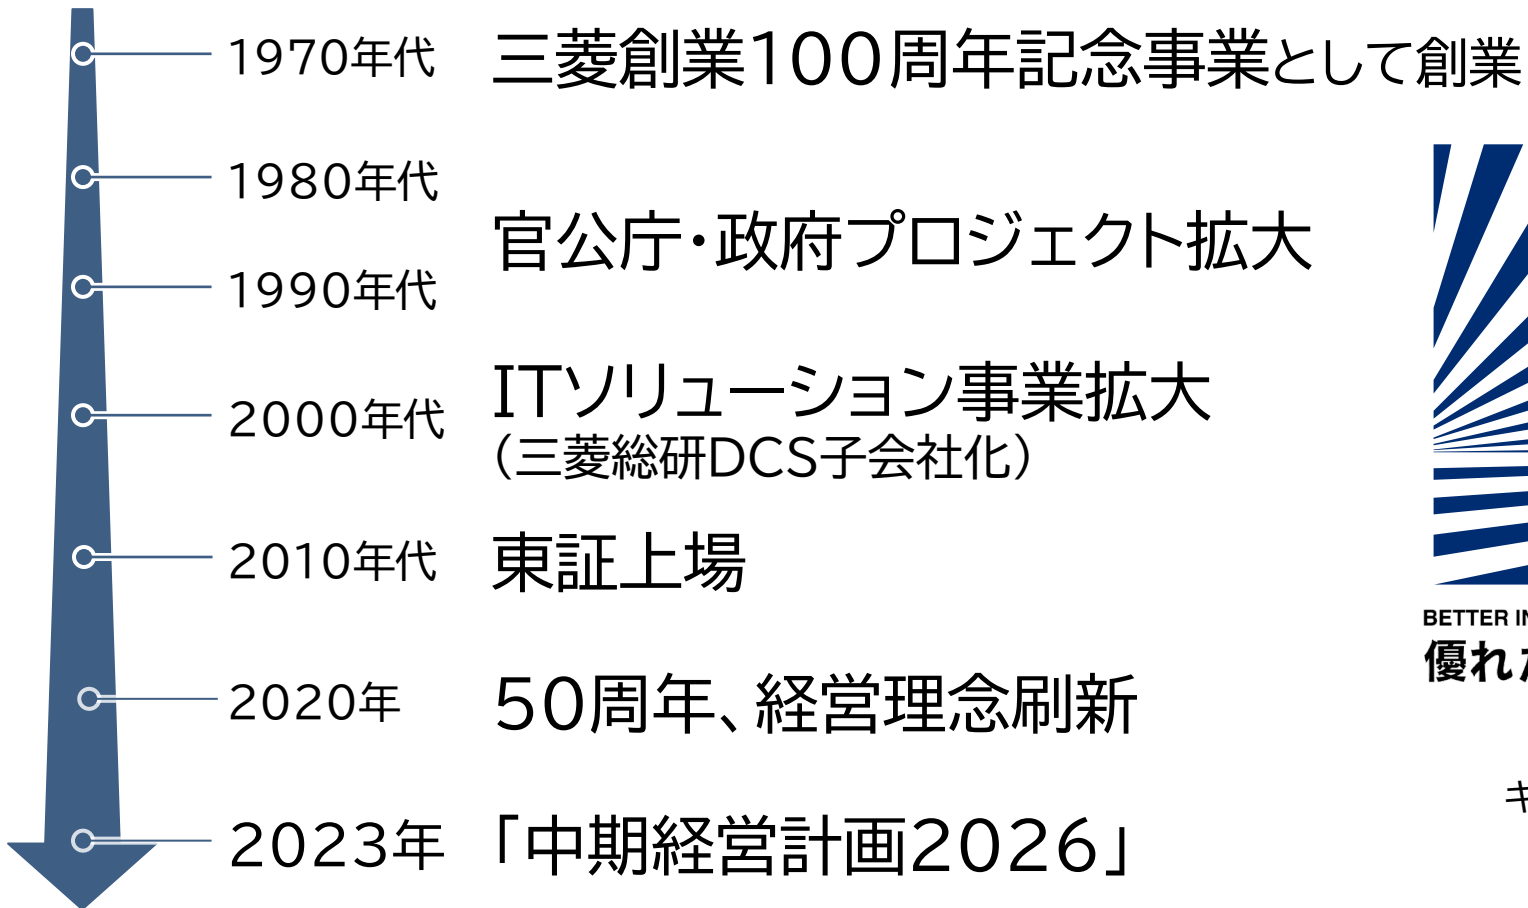 1970年代 三菱創業100周年記念事業として創業
1980年代
官公庁・政府プロジェクト拡大
1990年代
2000年代 ITソリューション事業拡大
（三菱総研DCS子会社化）
2010年代 東証上場
2020年 50周年、経営理念刷新
2023年 「中期経営計画2026」
BETTER
優れ
キ